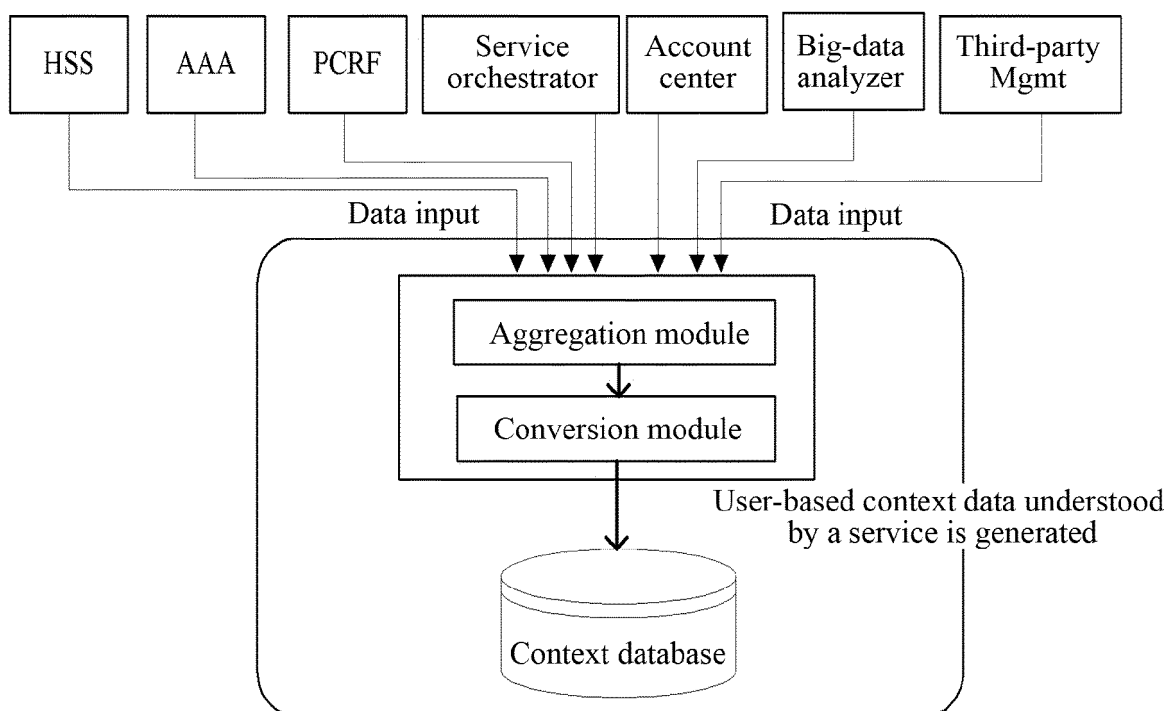 HSS
AAA
PCRF
Service
orchestrator
Account
center
Big-data
analyzer
Third-party
Mgmt
Data input
Data input
Aggregation module
Conversion module
User-based context data understood
by a service is generated
Context database